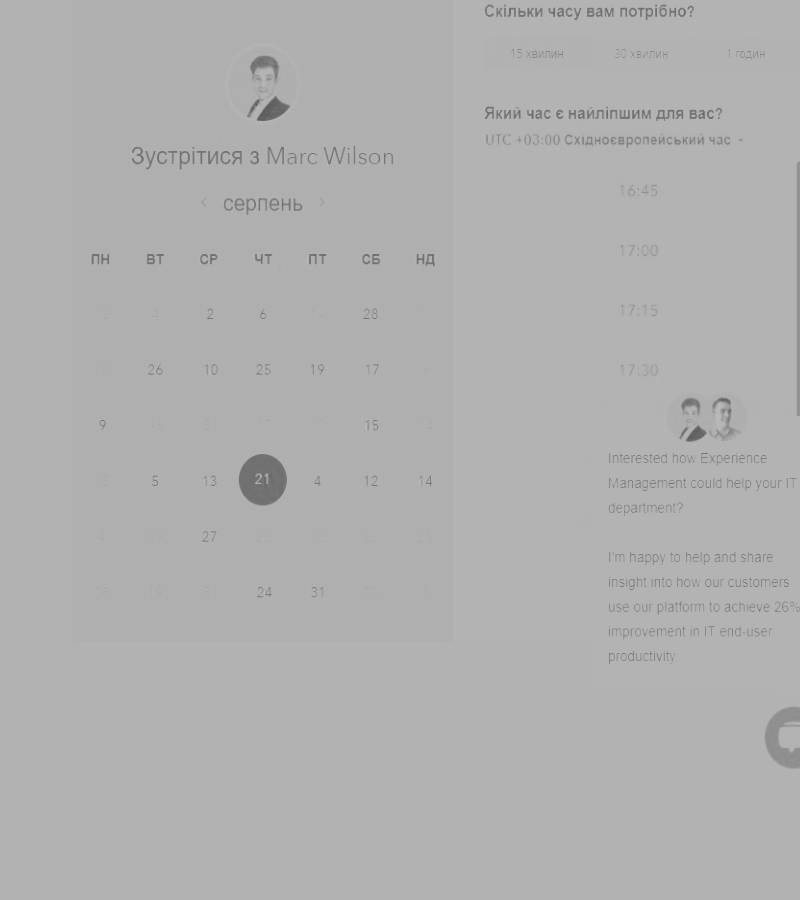 Скільки часу вам потрібно?
15 хвилин 30 хвилин 1 годин
Який час є найліпшим для вас?
UTC +03:00 Східноєвропейський час
Зустрітися з Marc Wilson
16:45
серпень
17:00
ПН ВТ СР ЧТ ПТ СБ НД
2 6 28
17:15
26 10 25 19 17
17:30
9 15
Interested how Experience
Management could help your IT
department?
5 13 21 4 12 14
27
I'm happy to help and share
insight into how our customers
use our platform to achieve 26%
improvement in IT end-user
productivity.
24 31